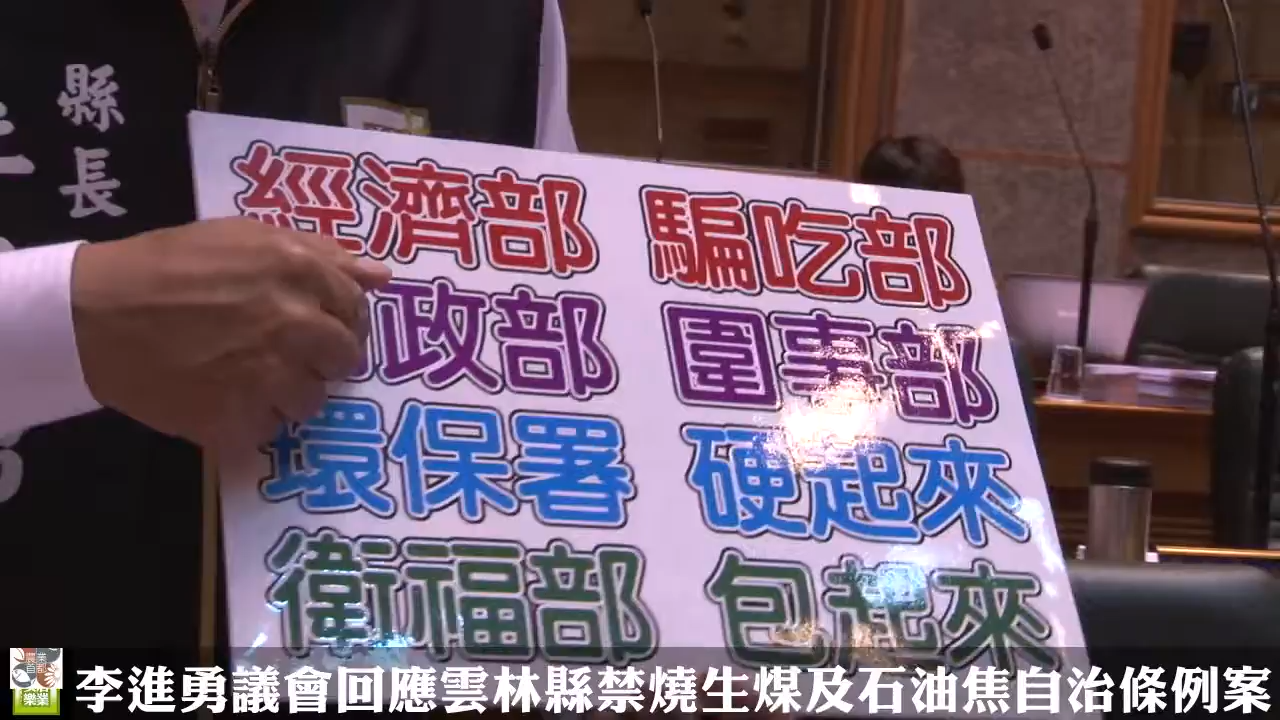 縣長
經濟部 騙吃部
政部 圍事部
環保署 硬起來
衛福部 包起來
李進勇議會回應雲林縣禁燒生煤及石油焦自治條例案